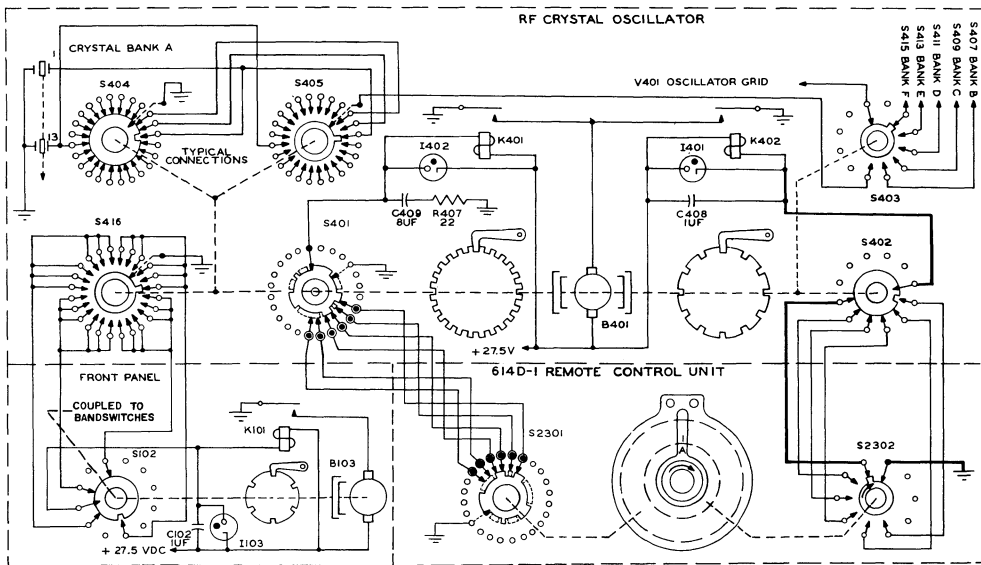 RF CRYSTAL OSCILLATOR
CRYSTAL BANK A
1
13
S404
S405
TYPICAL
CONNECTIONS
V401 OSCILLATOR GRID
S415 BANK F
S413 BANK E
S411 BANK D
S409 BANK C
S407 BANK B
K401
I402
C409
8UF
R407
22
K402
I401
C408
1UF
S403
S416
S401
B401
S402
+ 27.5V
FRONT PANEL
COUPLED TO
BANDSWITCHES
S102
K101
B103
C102
1UF
I103
+ 27.5 VDC
614D-1 REMOTE CONTROL UNIT
S2301
A
S2302